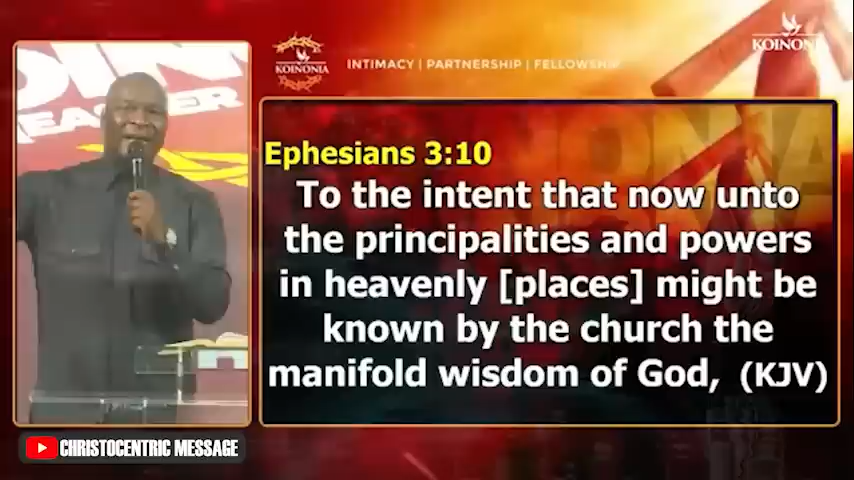 KOINONIA
INTIMACY | PARTNERSHIP | FELLOWSHIP
KOINONIA
Ephesians 3:10
To the intent that now unto
the principalities and powers
in heavenly [places] might be
known by the church the
manifold wisdom of God, (KJV)
CHRISTOCENTRIC MESSAGE